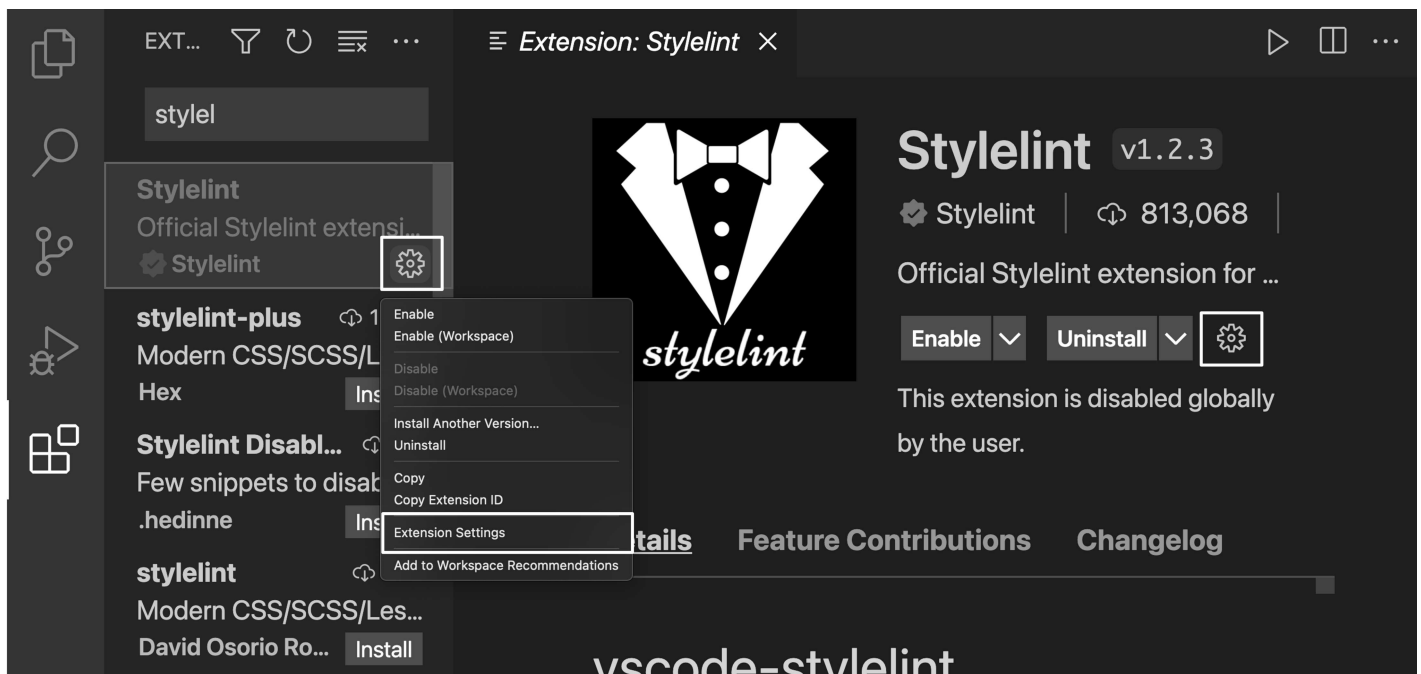 EXT...
Extension: Stylelint
stylel
Stylelint
Official Stylelint extensi...
Stylelint
stylelint-plus
Modern CSS/SCSS/L
Hex
Stylelint Disabl...
Few snippets to disab
.hedinne
stylelint
Modern CSS/SCSS/Les...
David Osorio Ro... Install
Enable
Enable (Workspace)
Disable
Disable (Workspace)
Install Another Version...
Uninstall
Copy
Copy Extension ID
Extension Settings
Add to Workspace Recommendations
stylelint
Stylelint v1.2.3
Stylelint 813,068
Official Stylelint extension for ...
Enable Uninstall
This extension is disabled globally
by the user.
Feature Contributions Changelog
vscode-stylelint